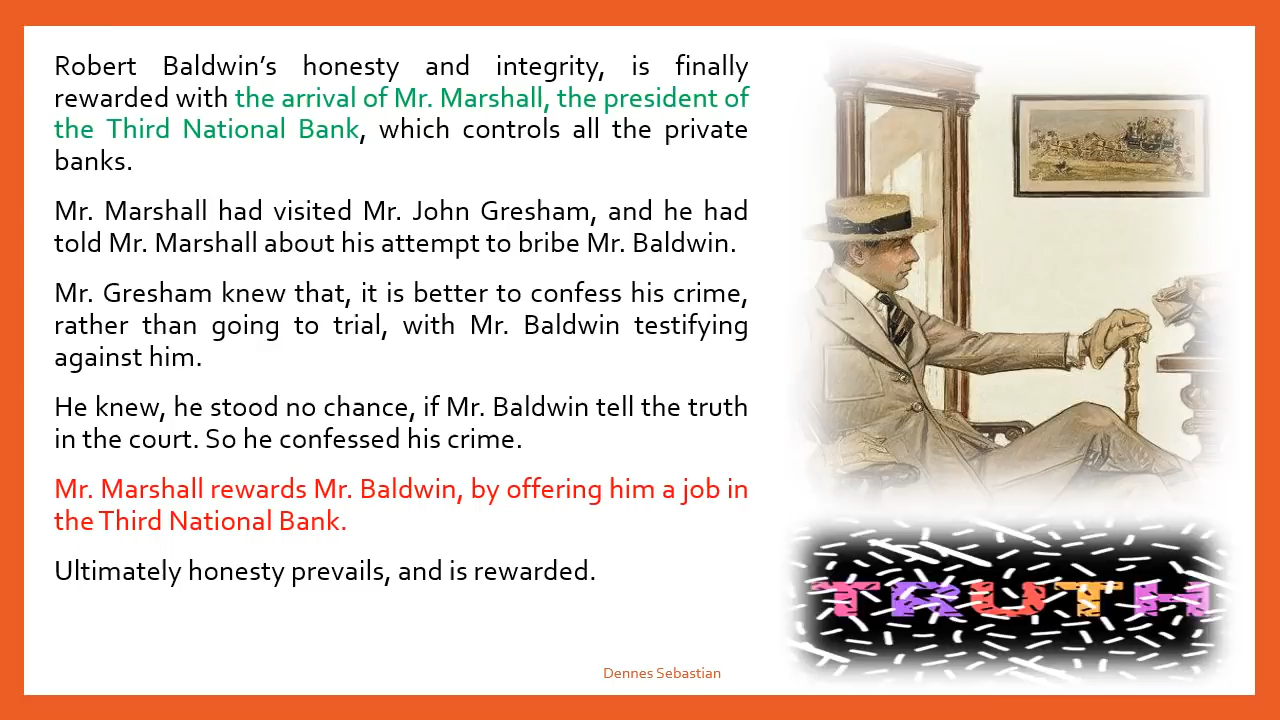 Robert Baldwin's honesty and integrity, is finally
rewarded with the arrival of Mr. Marshall, the president of
the Third National Bank, which controls all the private
banks.
Mr. Marshall had visited Mr. John Gresham, and he had
told Mr. Marshall about his attempt to bribe Mr. Baldwin.
Mr. Gresham knew that, it is better to confess his crime,
rather than going to trial, with Mr. Baldwin testifying
against him.
He knew, he stood no chance, if Mr. Baldwin tell the truth
in the court. So he confessed his crime.
Mr. Marshall rewards Mr. Baldwin, by offering him a job in
the Third National Bank.
Ultimately honesty prevails, and is rewarded.
TRUTH
Dennes Sebastian